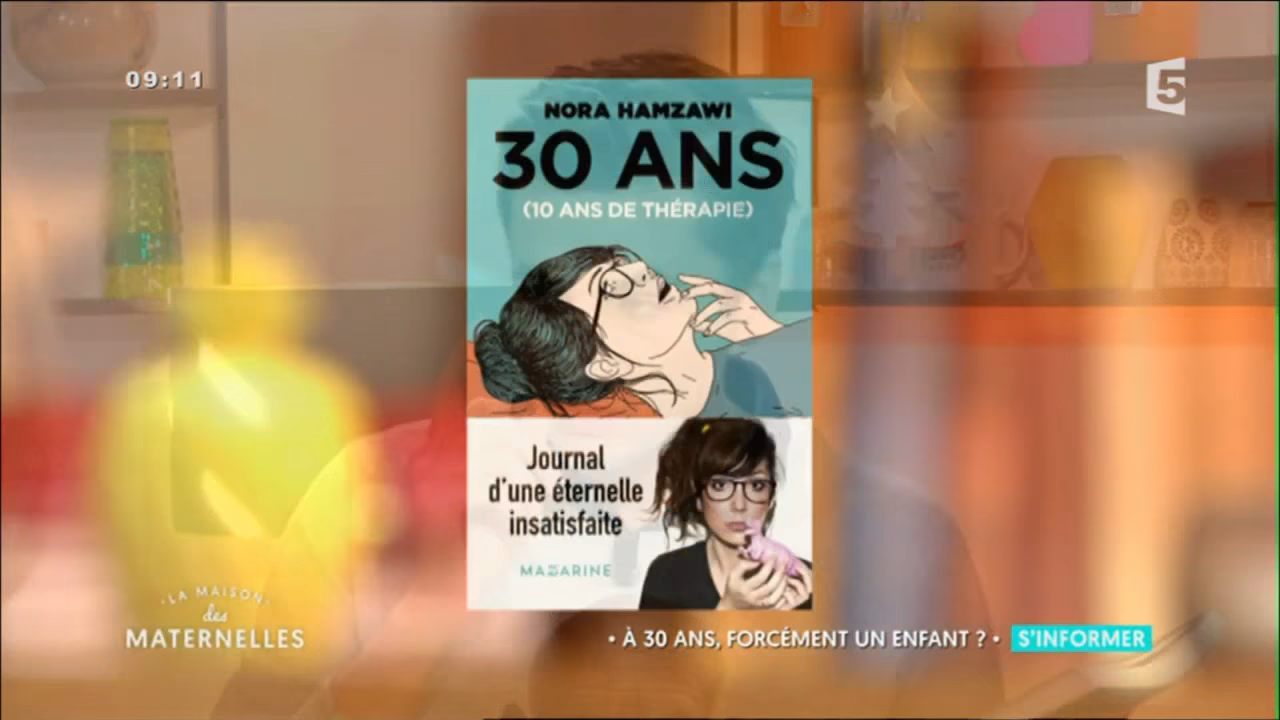 09:11
5
NORA HAMZAWI
30 ANS
(10 ANS DE THÉRAPIE)
Journal
d'une éternelle
insatisfaite
MAZARINE
·LA MAISON·
des
MATERNELLES
• À 30 ANS, FORCÉMENT UN ENFANT ? • S'INFORMER